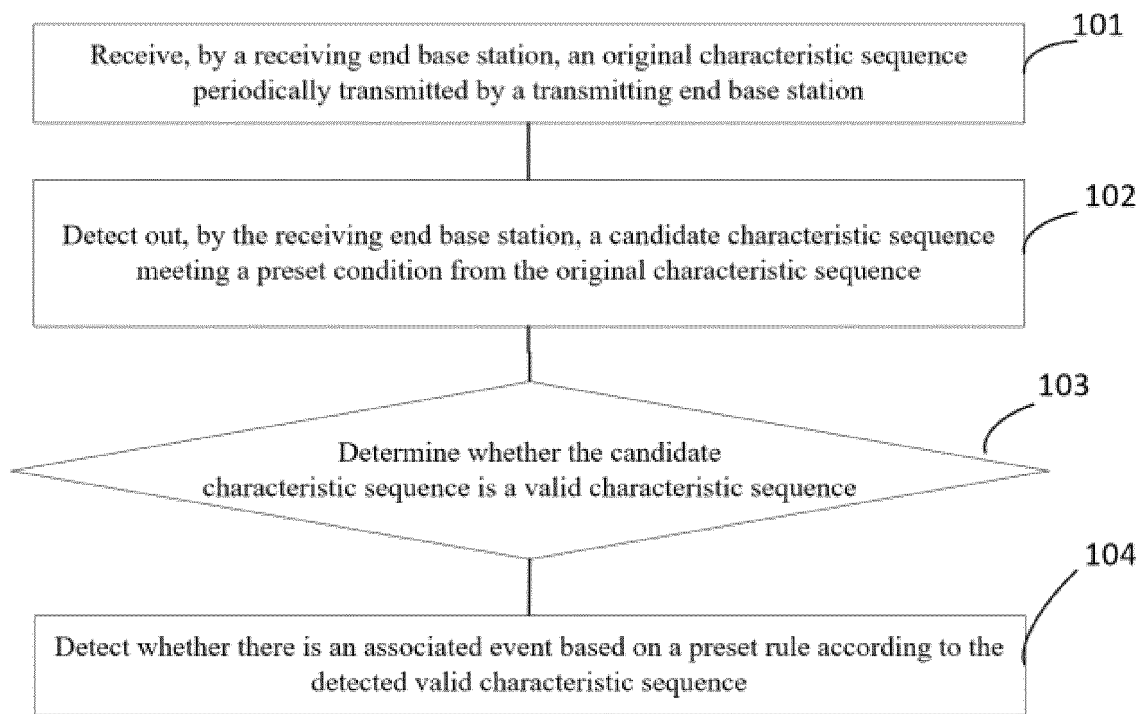 101
Receive, by a receiving end base station, an original characteristic sequence
periodically transmitted by a transmitting end base station
102
Detect out, by the receiving end base station, a candidate characteristic sequence
meeting a preset condition from the original characteristic sequence
103
Determine whether the candidate
characteristic sequence is a valid characteristic sequence
104
Detect whether there is an associated event based on a preset rule according to the
detected valid characteristic sequence